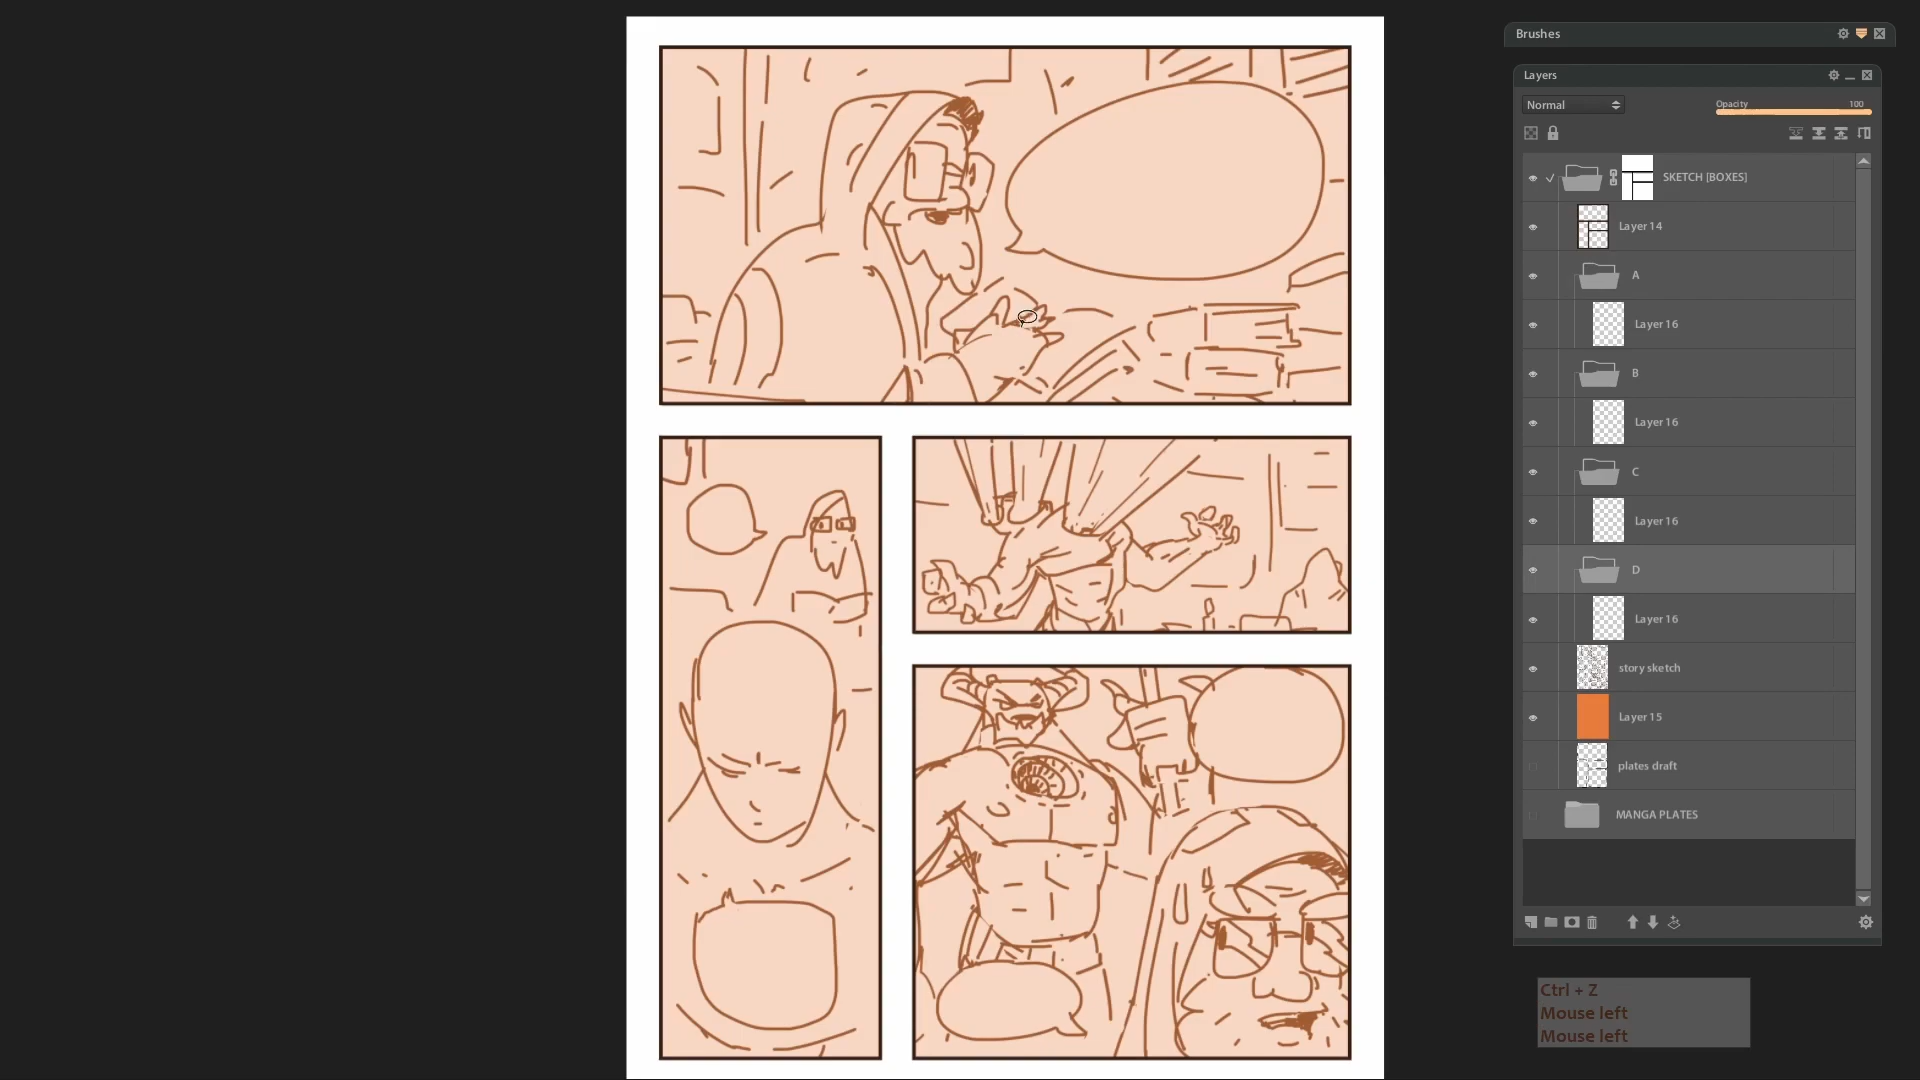 Brushes
Layers
Normal
Opacity 100
SKETCH [BOXES]
Layer 14
A
Layer 16
B
Layer 16
C
Layer 16
D
Layer 16
story sketch
Layer 15
plates draft
MANGA PLATES
Ctrl + Z
Mouse left
Mouse left